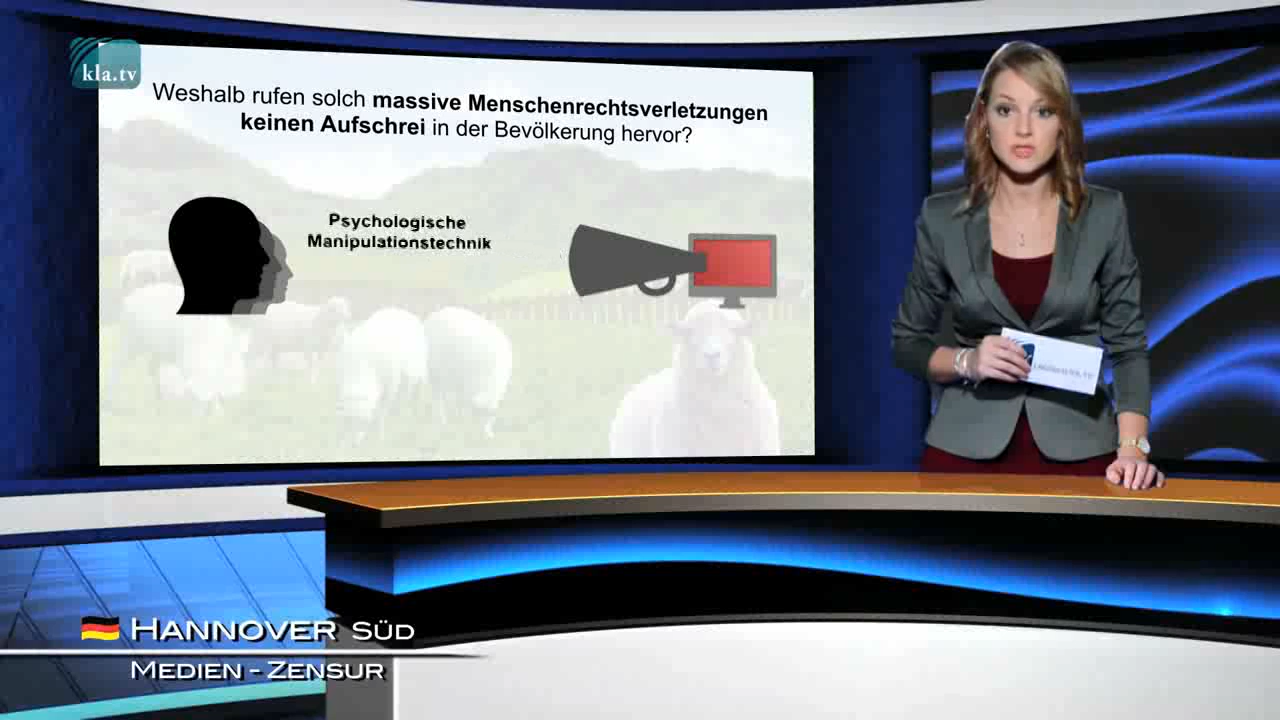 kla.tv
Weshalb rufen solch massive Menschenrechtsverletzungen
keinen Aufschrei in der Bevölkerung hervor?
Psychologische
Manipulationstechnik
HANNOVER SÜD
MEDIEN - ZENSUR